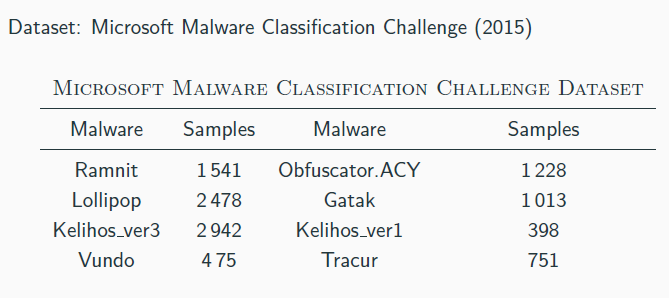 Dataset: Microsoft Malware Classification Challenge (2015)
Microsoft Malware Classification Challenge Dataset
Malware Samples Malware Samples
Ramnit 1 541 Obfuscator.ACY 1 228
Lollipop 2 478 Gatak 1 013
Kelihos_ver3 2 942 Kelihos_ver1 398
Vundo 4 75 Tracur 751